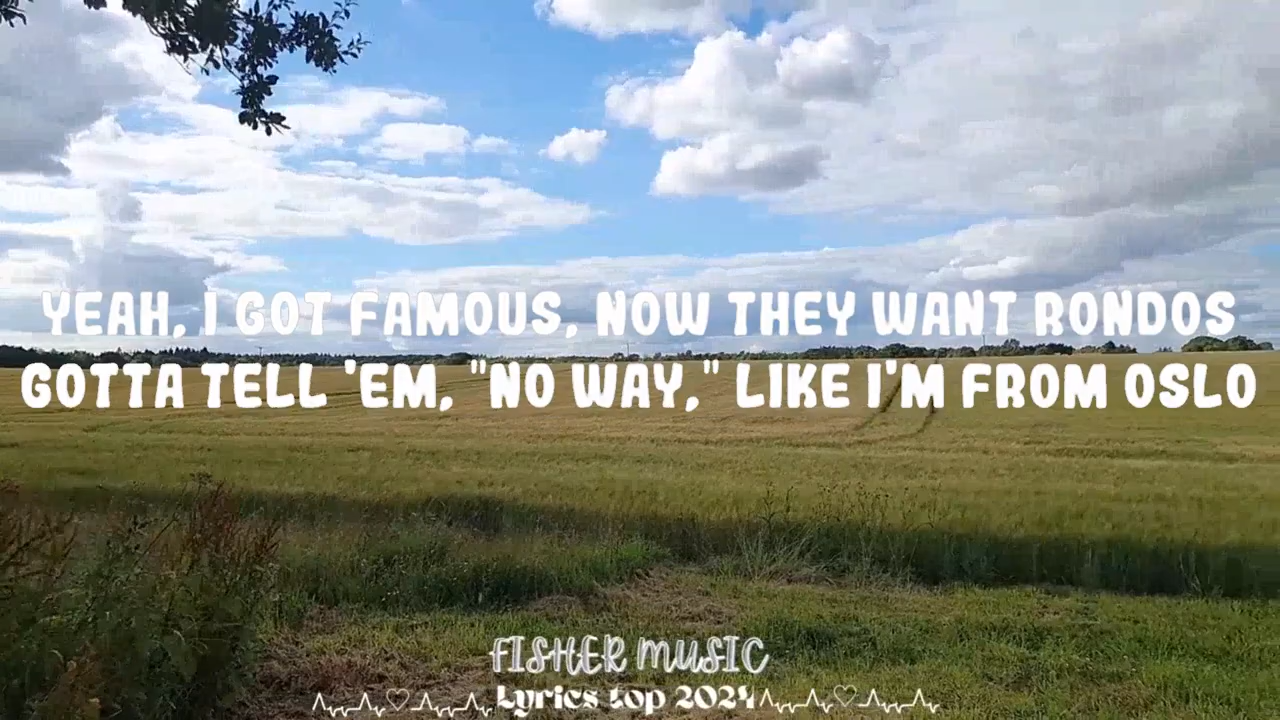 YEAH, I GOT FAMOUS, NOW THEY WANT RONDOS
GOTTA TELL 'EM, "NO WAY," LIKE I'M FROM OSLO
FISHER MUSIC
Lyrics top 2024